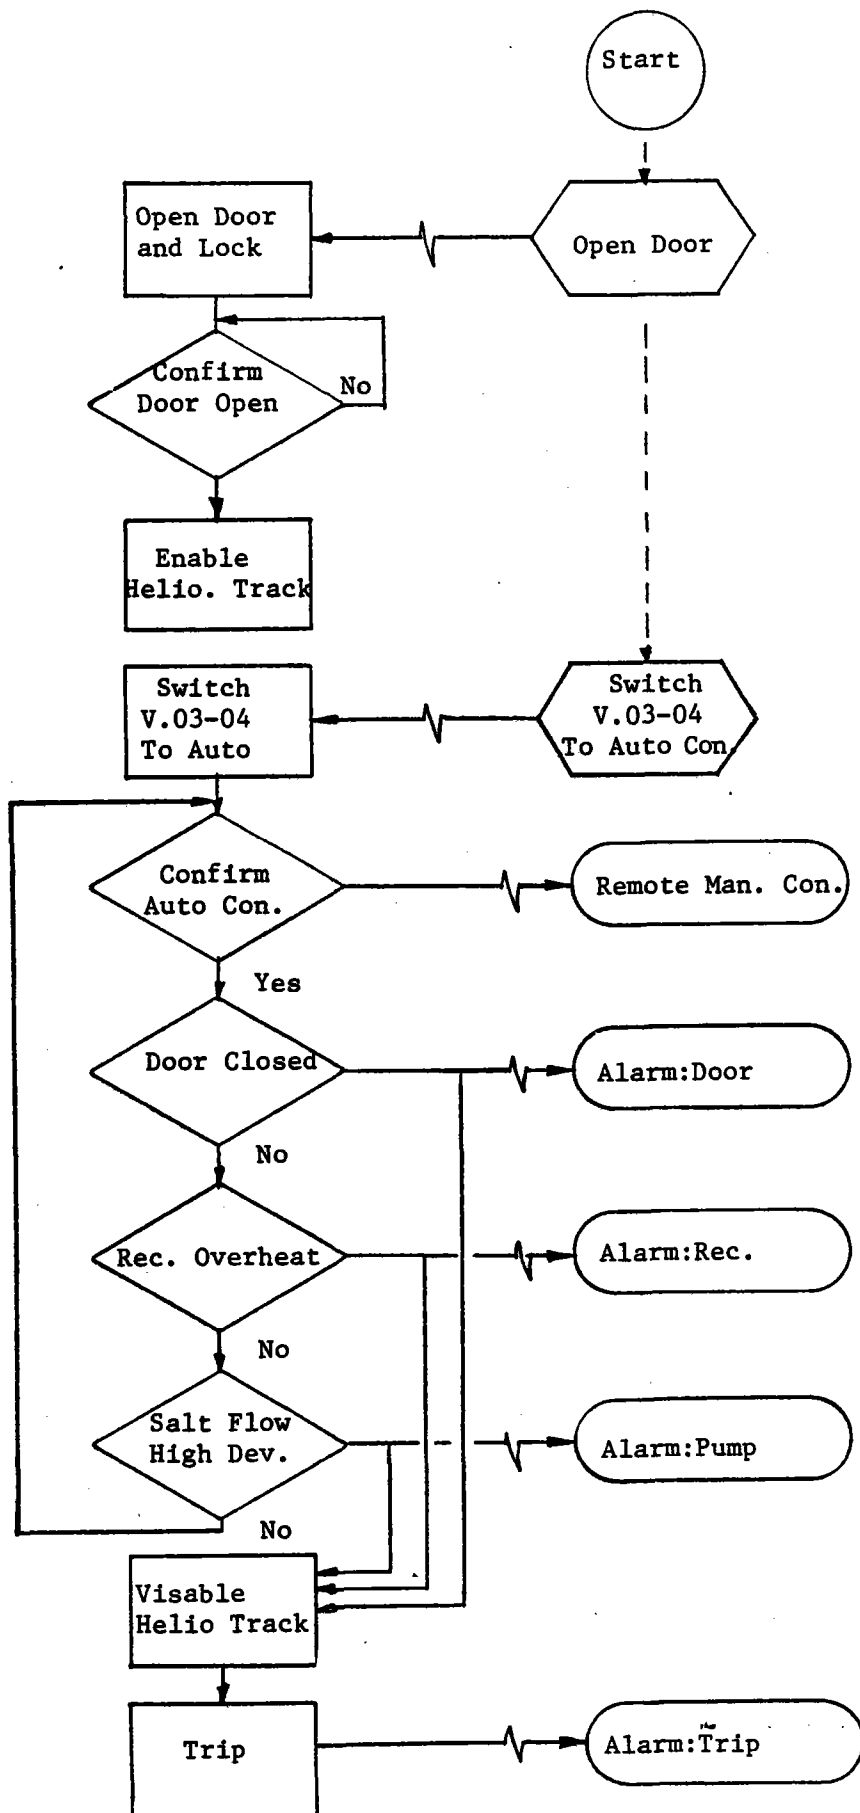 Start
Open Door
and Lock
Open Door
Confirm
Door Open
No
Enable
Helio. Track
Switch
V.03-04
To Auto
Switch
V.03-04
To Auto Con.
Confirm
Auto Con.
Remote Man. Con.
Yes
Door Closed
Alarm:Door
No
Rec. Overheat
Alarm:Rec.
No
Salt Flow
High Dev.
Alarm:Pump
No
Visable
Helio Track
Trip
Alarm:Trip